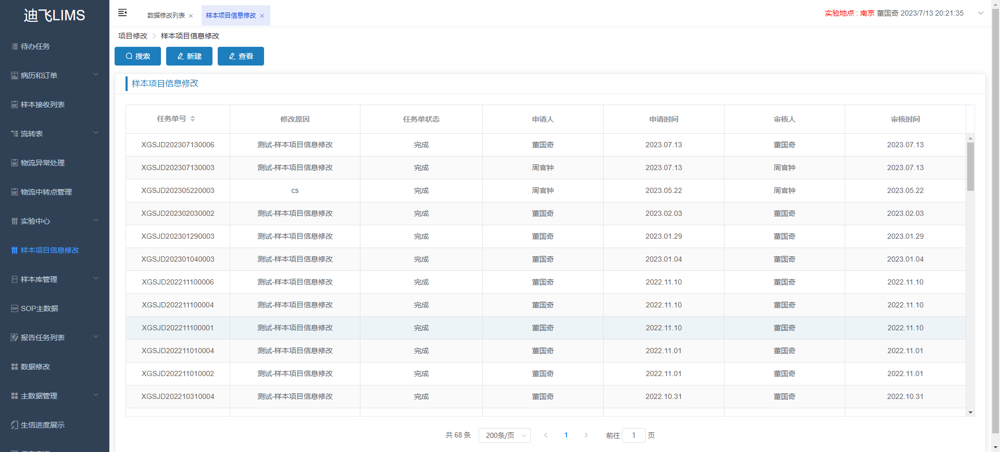 迪飞LIMS
待办任务
病历和订单
样本接收列表
流转表
物流异常处理
物流中转点管理
实验中心
样本项目信息修改
样本库管理
SOP主数据
报告任务列表
数据修改
主数据管理
生信进度展示
数据修改列表 样本项目信息修改
实验地点 : 南京 董国奇 2023/7/13 20:21:35
项目修改 样本项目信息修改
搜索 新建 查看
样本项目信息修改
任务单号 修改原因 任务单状态 申请人 申请时间 审核人 审核时间
XGSJD202307130006 测试-样本项目信息修改 完成 董国奇 2023.07.13 董国奇 2023.07.13
XGSJD202307130003 测试-样本项目信息修改 完成 周官钟 2023.07.13 周官钟 2023.07.13
XGSJD202305220003 cs 完成 周官钟 2023.05.22 周官钟 2023.05.22
XGSJD202302030002 测试-样本项目信息修改 完成 董国奇 2023.02.03 董国奇 2023.02.03
XGSJD202301290003 测试-样本项目信息修改 完成 董国奇 2023.01.29 董国奇 2023.01.29
XGSJD202301040003 测试-样本项目信息修改 完成 董国奇 2023.01.04 董国奇 2023.01.04
XGSJD202211100006 测试-样本项目信息修改 完成 董国奇 2022.11.10 董国奇 2022.11.10
XGSJD202211100004 测试-样本项目信息修改 完成 董国奇 2022.11.10 董国奇 2022.11.10
XGSJD202211100001 测试-样本项目信息修改 完成 董国奇 2022.11.10 董国奇 2022.11.10
XGSJD202211010004 测试-样本项目信息修改 完成 董国奇 2022.11.01 董国奇 2022.11.01
XGSJD202211010002 测试-样本项目信息修改 完成 董国奇 2022.11.01 董国奇 2022.11.01
XGSJD202210310004 测试-样本项目信息修改 完成 董国奇 2022.10.31 董国奇 2022.10.31
共 68 条 200条/页 1 前往 1 页